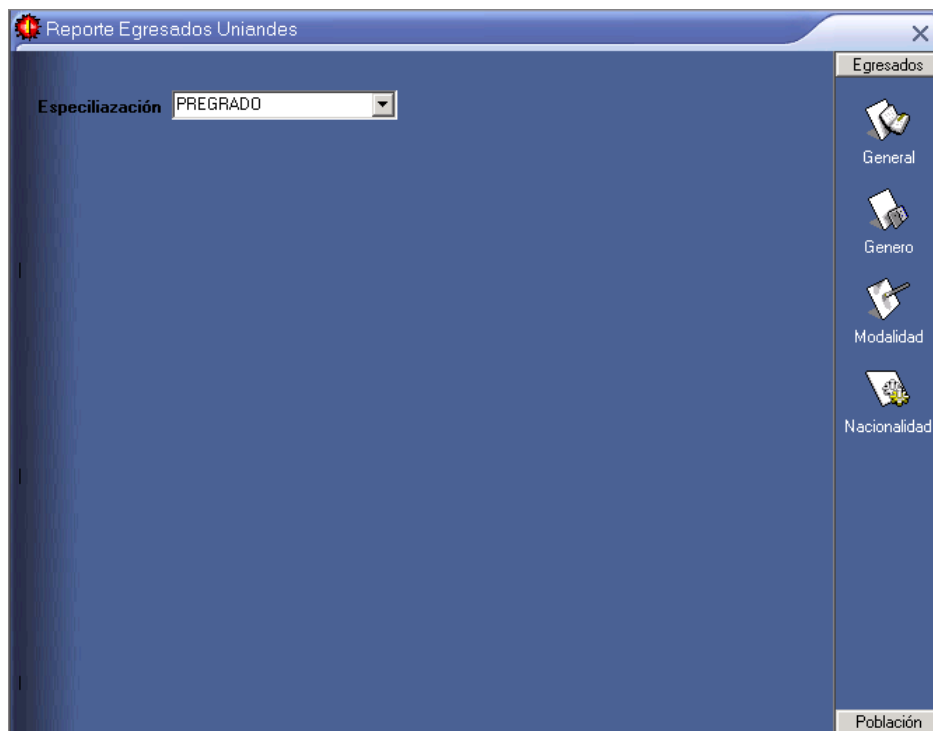 Reporte Egresados Uniandes
Egresados
Especiliazación PREGRADO
General
Genero
Modalidad
Nacionalidad
Población